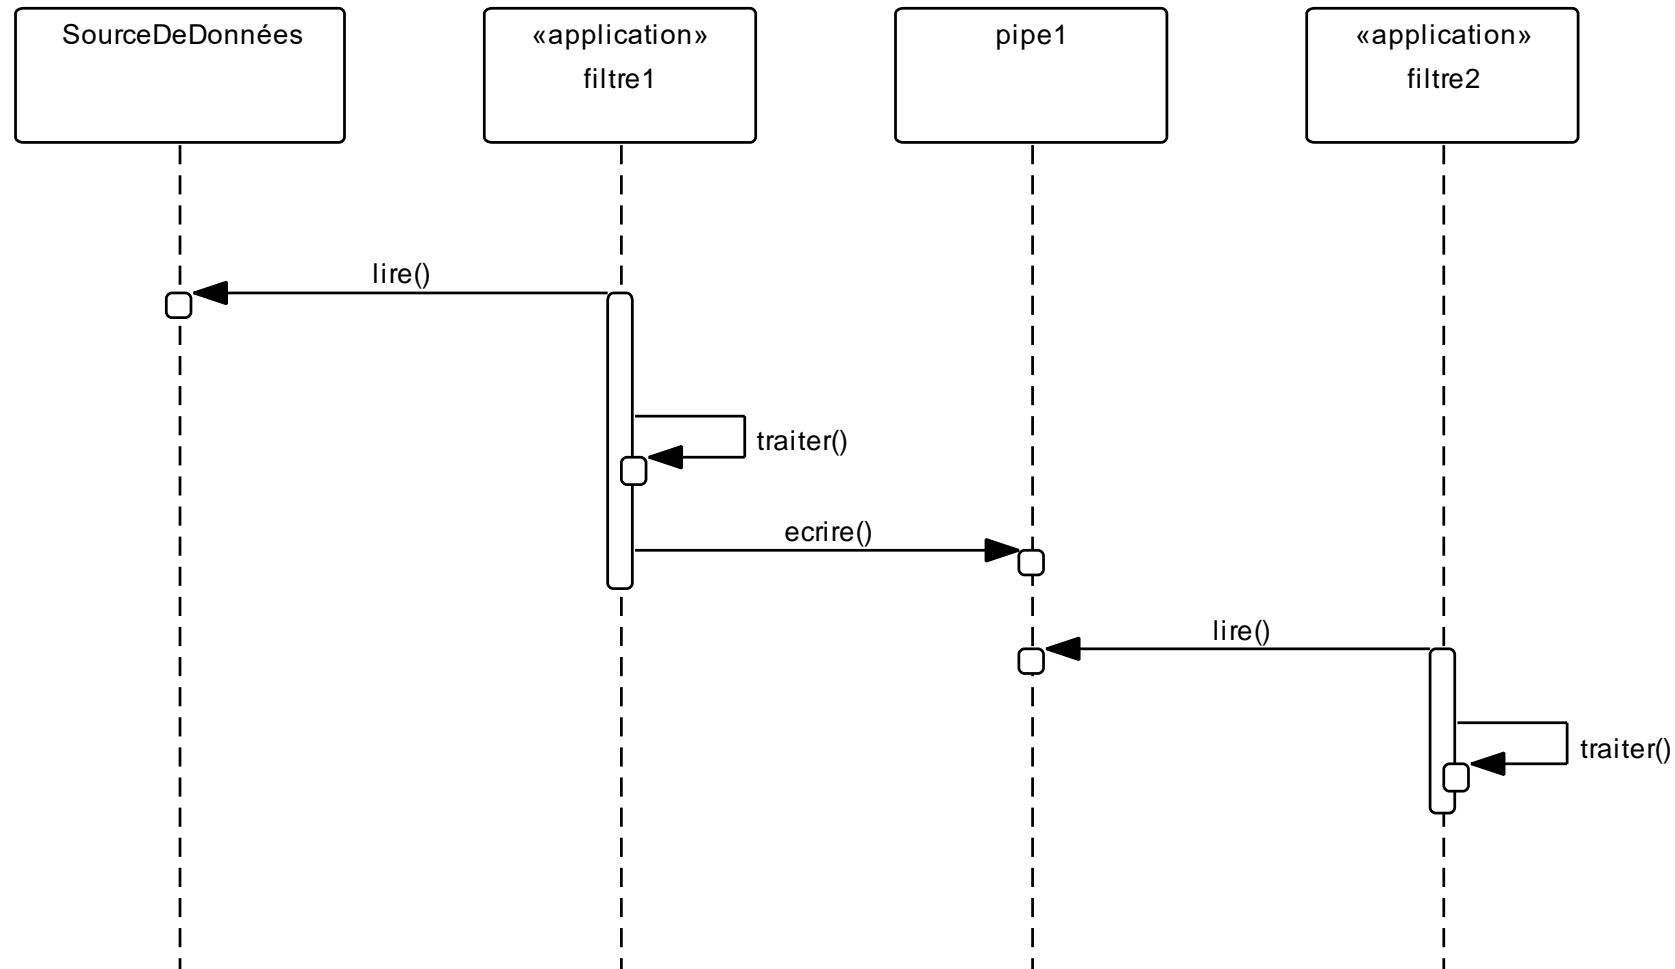 SourceDeDonnées
«application»
filtre1
pipe1
«application»
filtre2
lire()
traiter()
ecrire()
lire()
traiter()